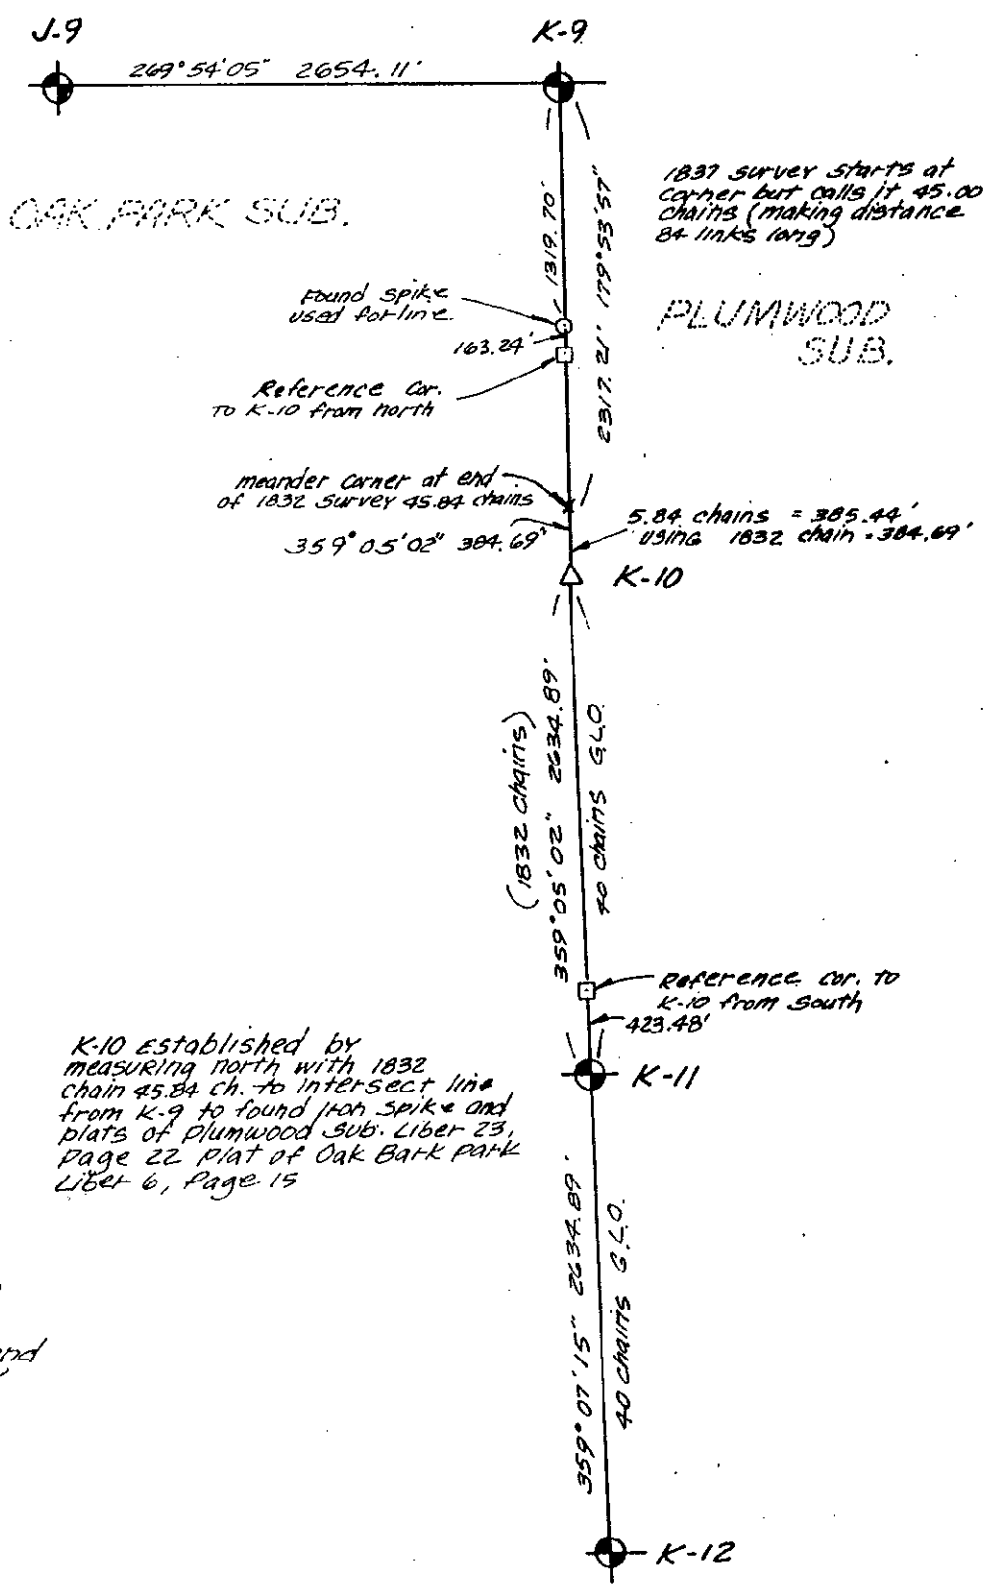 J-9
K-9
269°54'05" 2654.11'
1837 survey starts at
corner but calls it 45.00
chains (making distance
84 links long)
OAK PARK SUB.
1319.70'
2317.21' 179°53'57"
Found spike
used for line.
163.24'
PLUMWOOD
SUB.
Reference Cor.
TO K-10 from north
meander corner at end
of 1832 survey 45.84 chains
359°05'02" 384.69'
5.84 chains = 385.44'
using 1832 chain = 384.69'
K-10
(1832 chains)
359°05'02" 2634.89'
40 chains G.L.O.
Reference Cor. to
K-10 from South
423.48'
K-11
K-10 established by
measuring north with 1832
chain 45.84 ch. to intersect line
from K-9 to found iron spike and
plats of Plumwood Sub. Liber 23,
Page 22 plat of Oak Bark Park
Liber 6, Page 15
359°07'15" 2634.89'
40 chains G.L.O.
K-12